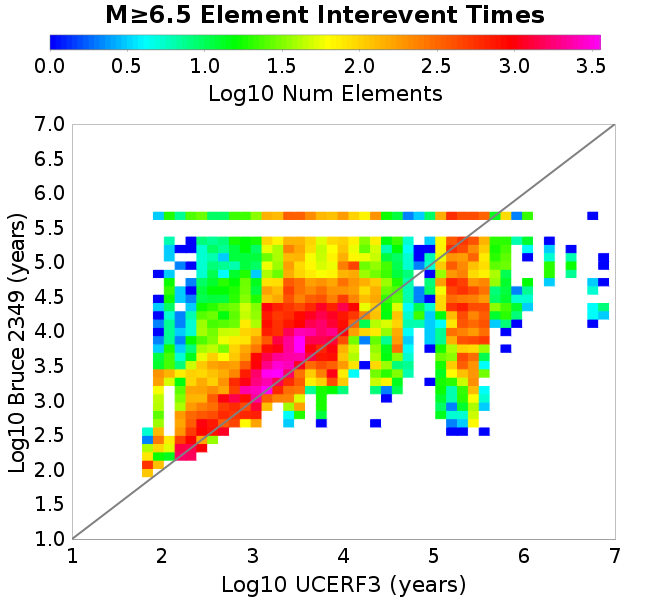 M≥6.5 Element Interevent Times
0.0 0.5 1.0 1.5 2.0 2.5 3.0 3.5
Log10 Num Elements
7.0
6.5
6.0
5.5
5.0
4.5
4.0
3.5
3.0
2.5
2.0
1.5
1.0
Log10 Bruce 2349 (years)
1 2 3 4 5 6 7
Log10 UCERF3 (years)